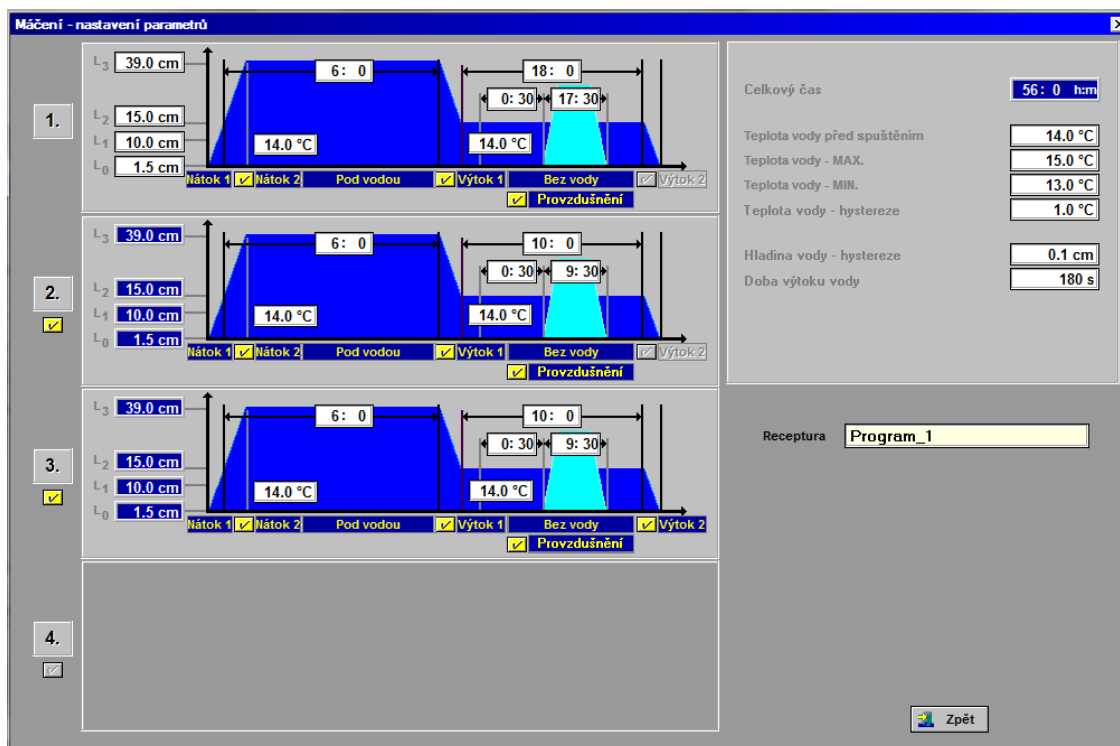 Máčení - nastavení parametrů
1.
L3 39.0 cm
L2 15.0 cm
L1 10.0 cm
L0 1.5 cm
6: 0
18: 0
0: 30 17: 30
14.0 °C 14.0 °C
Nátok 1 Nátok 2 Pod vodou Výtok 1 Bez vody Výtok 2
Provzdušnění
2.
L3 39.0 cm
L2 15.0 cm
L1 10.0 cm
L0 1.5 cm
6: 0
10: 0
0: 30 9: 30
14.0 °C 14.0 °C
Nátok 1 Nátok 2 Pod vodou Výtok 1 Bez vody Výtok 2
Provzdušnění
3.
L3 39.0 cm
L2 15.0 cm
L1 10.0 cm
L0 1.5 cm
6: 0
10: 0
0: 30 9: 30
14.0 °C 14.0 °C
Nátok 1 Nátok 2 Pod vodou Výtok 1 Bez vody Výtok 2
Provzdušnění
4.
Celkový čas 56: 0 h:m
Teplota vody před spuštěním 14.0 °C
Teplota vody - MAX. 15.0 °C
Teplota vody - MIN. 13.0 °C
Teplota vody - hystereze 1.0 °C
Hladina vody - hystereze 0.1 cm
Doba výtoku vody 180 s
Receptura Program_1
Zpět